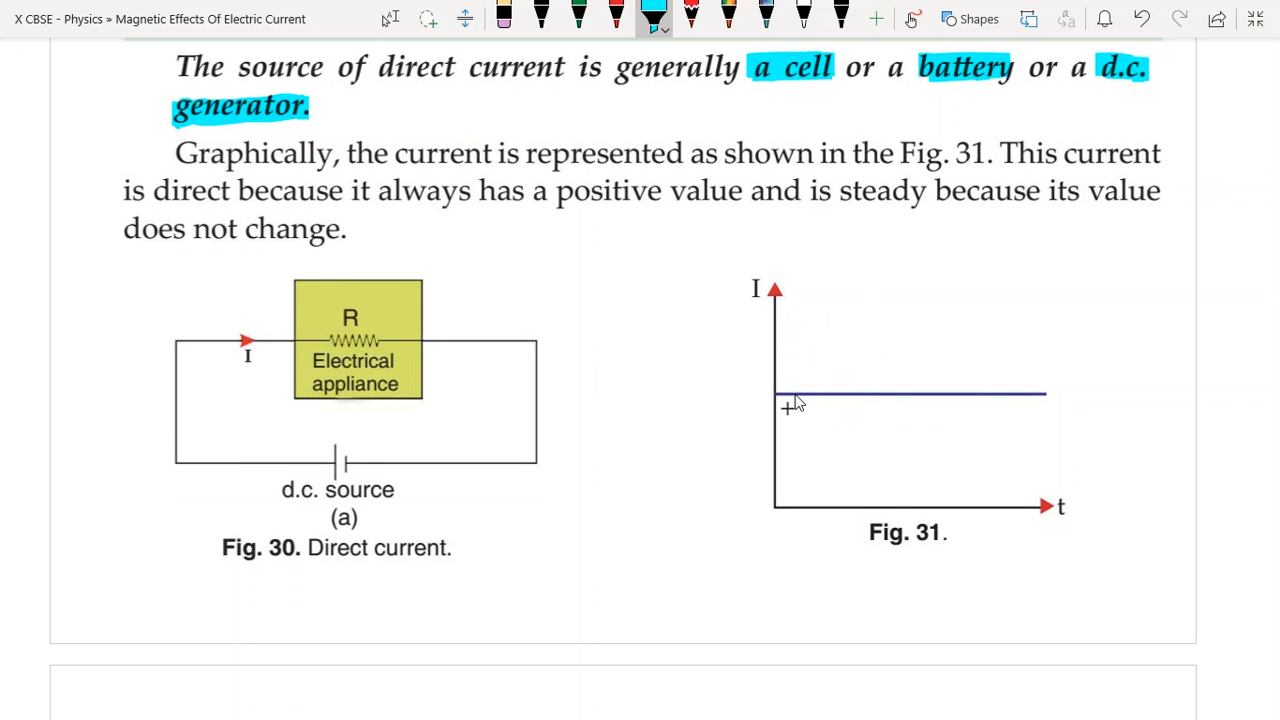 X CBSE - Physics » Magnetic Effects Of Electric Current
Shapes
The source of direct current is generally a cell or a battery or a d.c.
generator.
Graphically, the current is represented as shown in the Fig. 31. This current
is direct because it always has a positive value and is steady because its value
does not change.
R
I
Electrical
appliance
d.c. source
(a)
Fig. 30. Direct current.
I
+
t
Fig. 31.